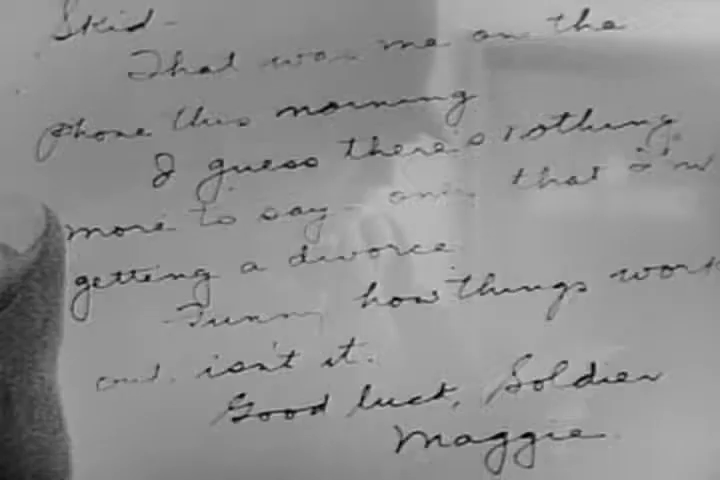 Skid -
That was me on the
phone this morning
I guess there's nothing
more to say - only that I'm
getting a divorce
Funny how things work
out. isn't it.
Good luck, Soldier
Maggie